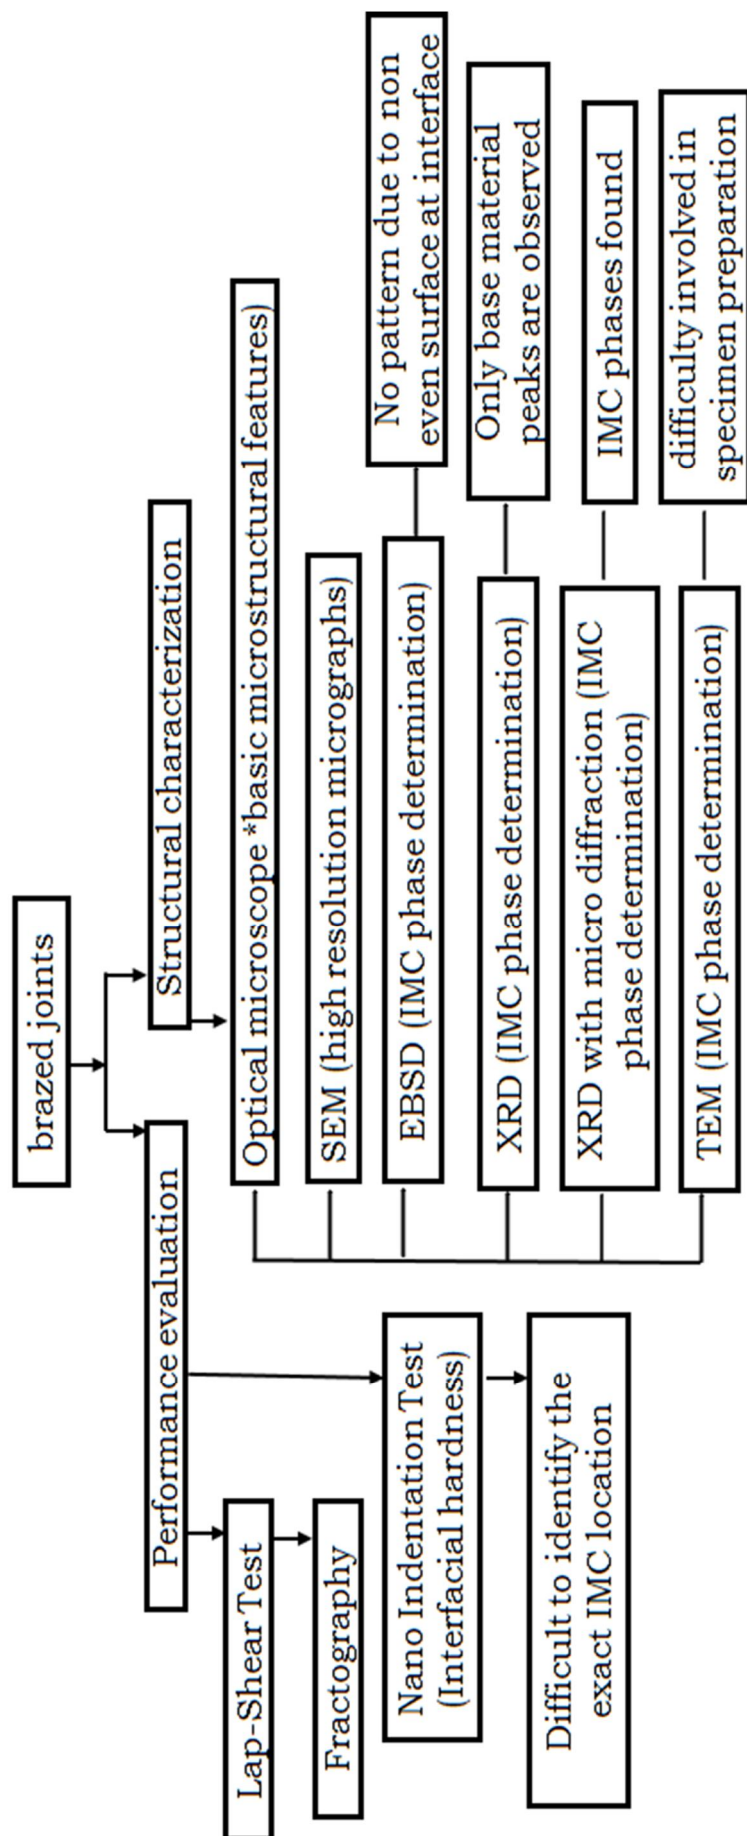 brazed joints
Performance evaluation
Structural characterization
Lap-Shear Test
Fractography
Nano Indentation Test
(Interfacial hardness)
Difficult to identify the
exact IMC location
Optical microscope *basic microstructural features)
SEM (high resolution micrographs)
EBSD (IMC phase determination)
No pattern due to non
even surface at interface
XRD (IMC phase determination)
Only base material
peaks are observed
XRD with micro diffraction (IMC
phase determination)
IMC phases found
TEM (IMC phase determination)
difficulty involved in
specimen preparation